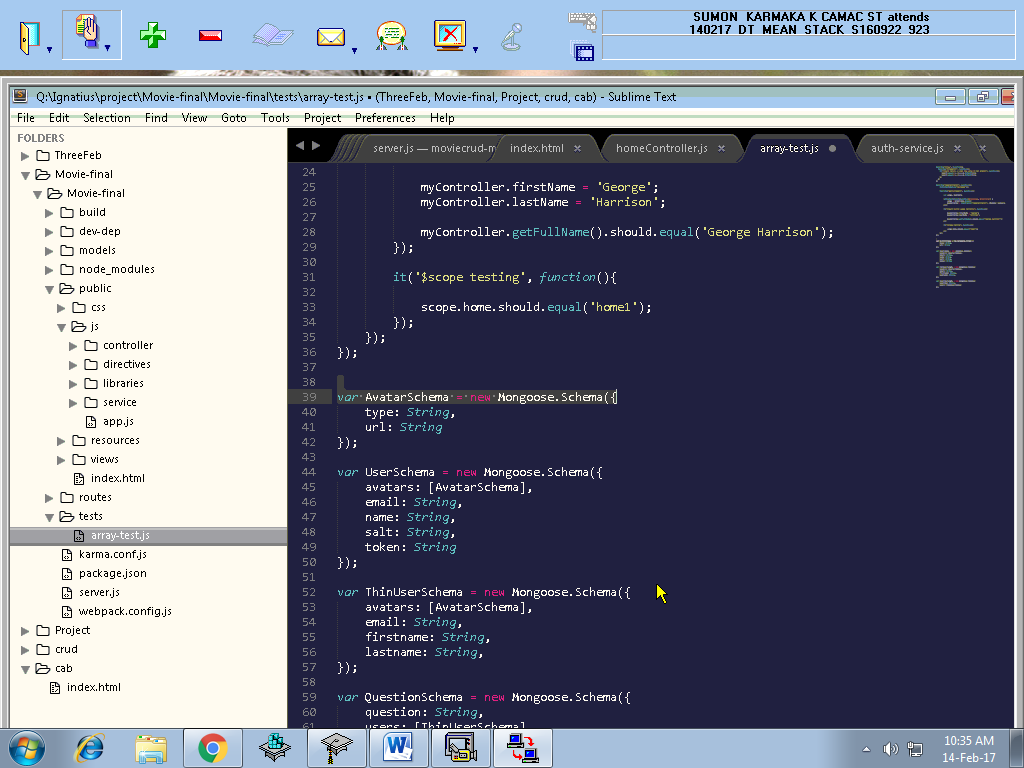 SUMON KARMAKA K CAMAC ST attends
140217 DT MEAN STACK S160922 923
Q:\Ignatius\project\Movie-final\Movie-final\tests\array-test.js • (ThreeFeb, Movie-final, Project, crud, cab) - Sublime Text
File Edit Selection Find View Goto Tools Project Preferences Help
FOLDERS
ThreeFeb
Movie-final
Movie-final
build
dev-dep
models
node_modules
public
css
js
controller
directives
libraries
service
app.js
resources
views
index.html
routes
tests
array-test.js
karma.conf.js
package.json
server.js
webpack.config.js
Project
crud
cab
index.html
server.js — moviecrud-m index.html × homeController.js × array-test.js auth-service.js × ×
24
25 myController.firstName = 'George';
26 myController.lastName = 'Harrison';
27
28 myController.getFullName().should.equal('George Harrison');
29 });
30
31 it('$scope testing', function(){
32
33 scope.home.should.equal('home1');
34 });
35 });
36 });
37
38
39 var AvatarSchema = new Mongoose.Schema({
40 type: String,
41 url: String
42 });
43
44 var UserSchema = new Mongoose.Schema({
45 avatars: [AvatarSchema],
46 email: String,
47 name: String,
48 salt: String,
49 token: String
50 });
51
52 var ThinUserSchema = new Mongoose.Schema({
53 avatars: [AvatarSchema],
54 email: String,
55 firstname: String,
56 lastname: String,
57 });
58
59 var QuestionSchema = new Mongoose.Schema({
60 question: String,
61 users: [ThinUserSchema]
10:35 AM
14-Feb-17